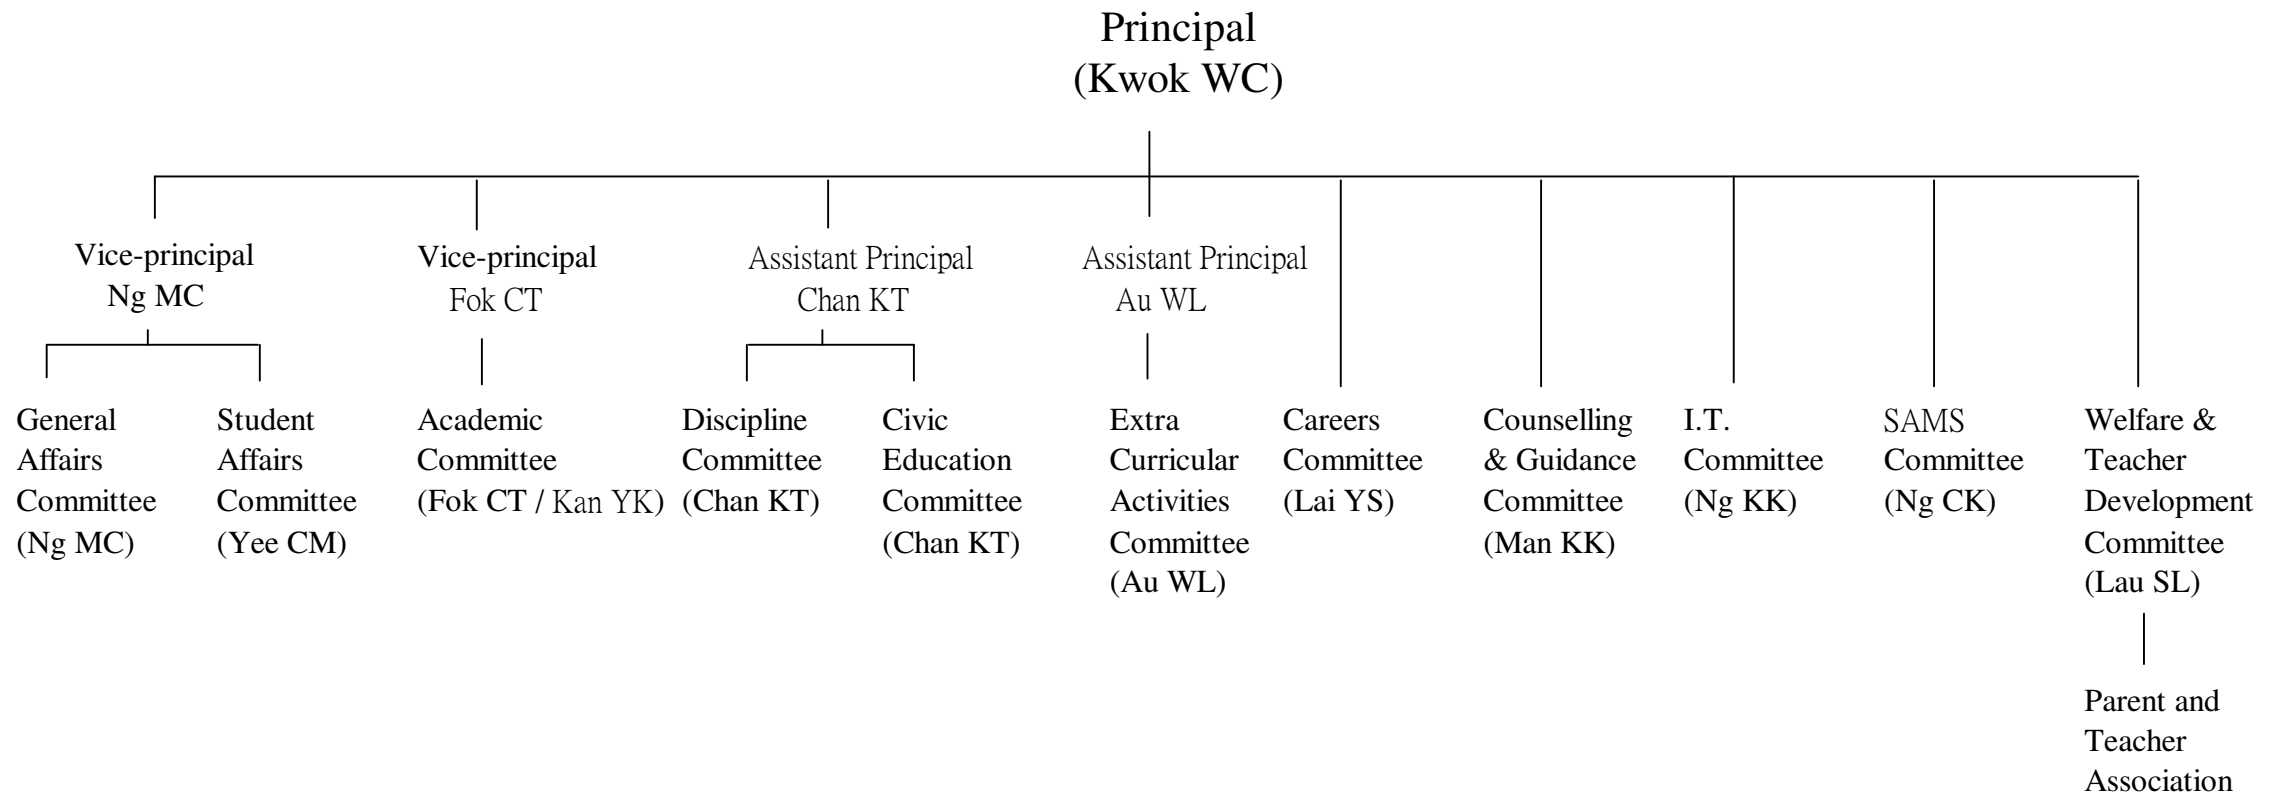 Principal
(Kwok WC)
Vice-principal
Ng MC
Vice-principal
Fok CT
Assistant Principal
Chan KT
Assistant Principal
Au WL
General
Affairs
Committee
(Ng MC)
Student
Affairs
Committee
(Yee CM)
Academic
Committee
(Fok CT / Kan YK)
Discipline
Committee
(Chan KT)
Civic
Education
Committee
(Chan KT)
Extra
Curricular
Activities
Committee
(Au WL)
Careers
Committee
(Lai YS)
Counselling
& Guidance
Committee
(Man KK)
I.T.
Committee
(Ng KK)
SAMS
Committee
(Ng CK)
Welfare &
Teacher
Development
Committee
(Lau SL)
Parent and
Teacher
Association